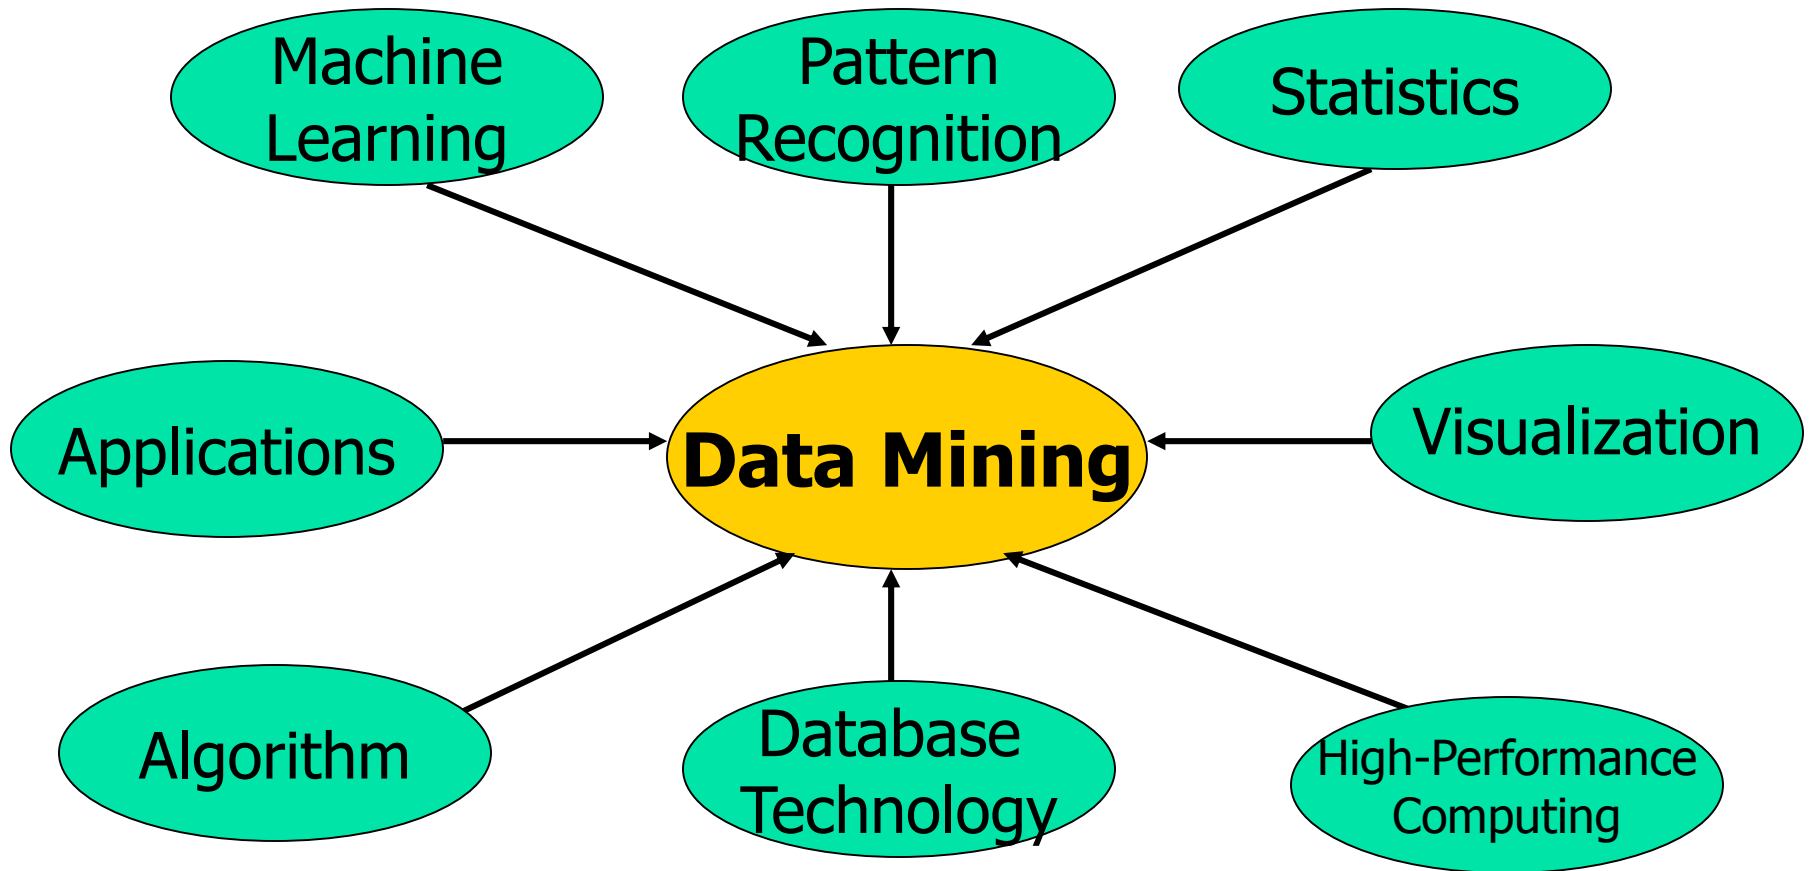 Machine
Learning
Pattern
Recognition
Statistics
Applications
Data Mining
Visualization
Algorithm
Database
Technology
High-Performance
Computing